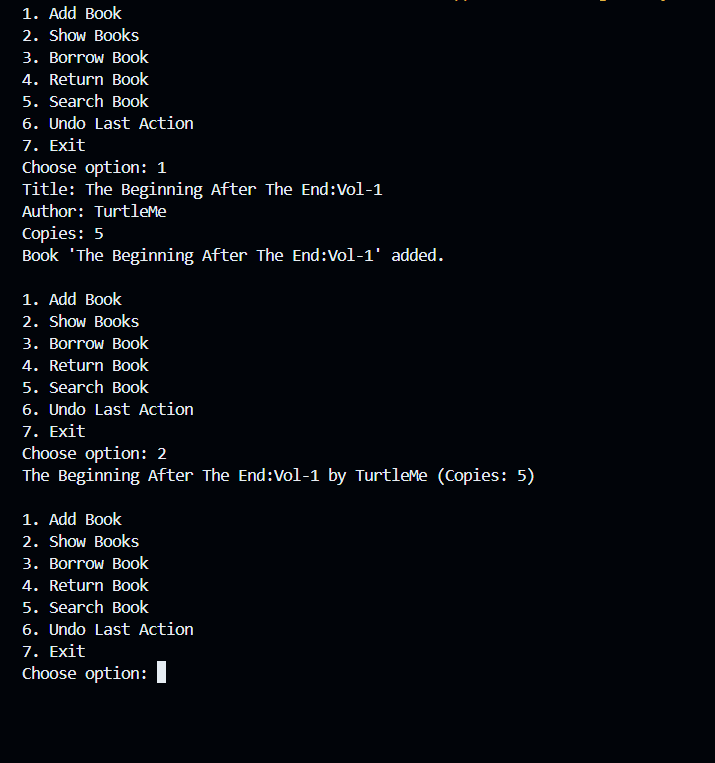 1. Add Book
2. Show Books
3. Borrow Book
4. Return Book
5. Search Book
6. Undo Last Action
7. Exit
Choose option: 1
Title: The Beginning After The End:Vol-1
Author: TurtleMe
Copies: 5
Book 'The Beginning After The End:Vol-1' added.
1. Add Book
2. Show Books
3. Borrow Book
4. Return Book
5. Search Book
6. Undo Last Action
7. Exit
Choose option: 2
The Beginning After The End:Vol-1 by TurtleMe (Copies: 5)
1. Add Book
2. Show Books
3. Borrow Book
4. Return Book
5. Search Book
6. Undo Last Action
7. Exit
Choose option: